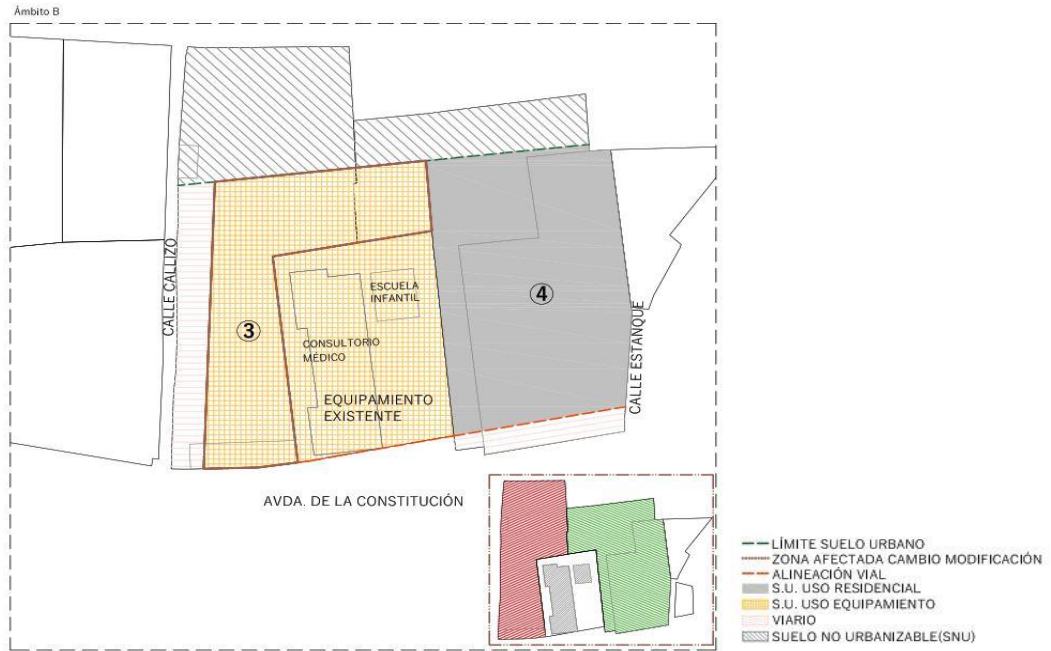 Ámbito B
CALLE CALLIZO
ESCUELA
INFANTIL
4
3
CONSULTORIO
MÉDICO
CALLE ESTANQUE
EQUIPAMIENTO
EXISTENTE
AVDA. DE LA CONSTITUCIÓN
LÍMITE SUELO URBANO
ZONA AFECTADA CAMBIO MODIFICACIÓN
ALINEACIÓN VIAL
S.U. USO RESIDENCIAL
S.U. USO EQUIPAMIENTO
VIARIO
SUELO NO URBANIZABLE(SNU)